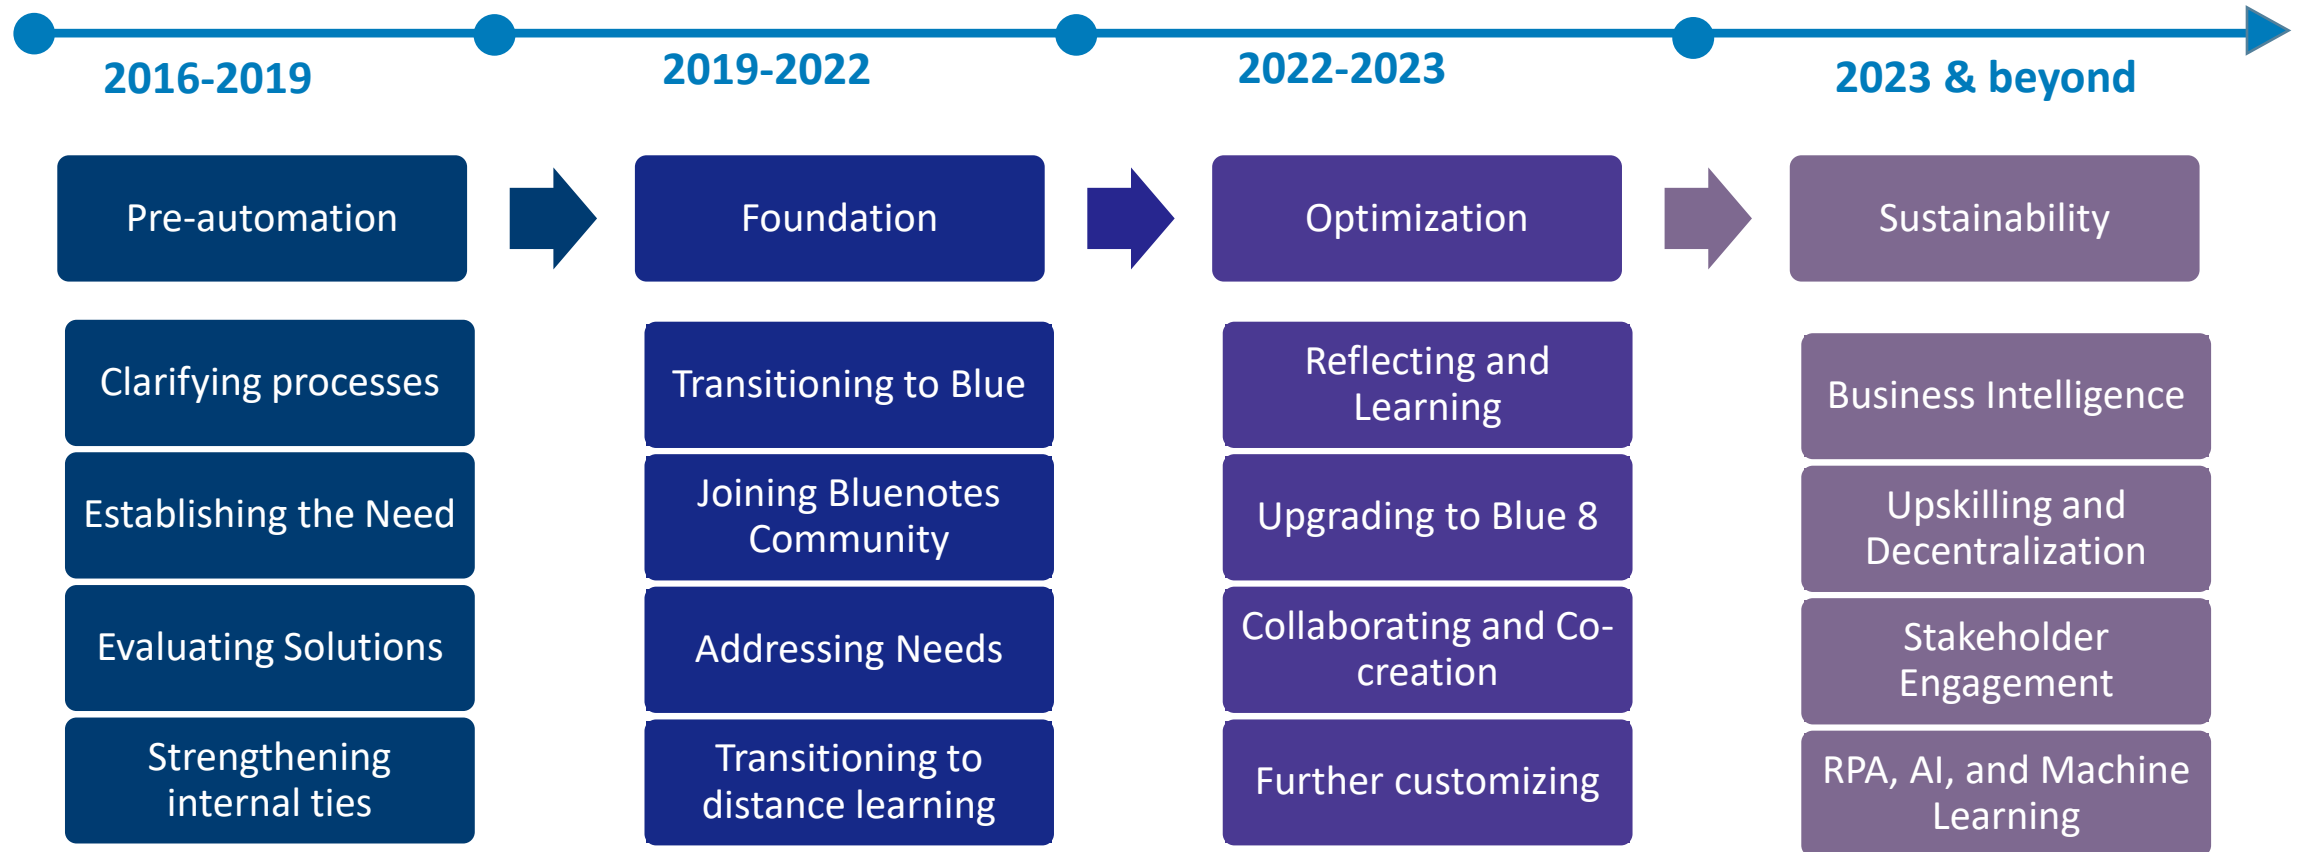 2016-2019
2019-2022
2022-2023
2023 & beyond
Pre-automation
Foundation
Optimization
Sustainability
Clarifying processes
Establishing the Need
Evaluating Solutions
Strengthening
internal ties
Transitioning to Blue
Joining Bluenotes
Community
Addressing Needs
Transitioning to
distance learning
Reflecting and
Learning
Upgrading to Blue 8
Collaborating and Co-
creation
Further customizing
Business Intelligence
Upskilling and
Decentralization
Stakeholder
Engagement
RPA, AI, and Machine
Learning